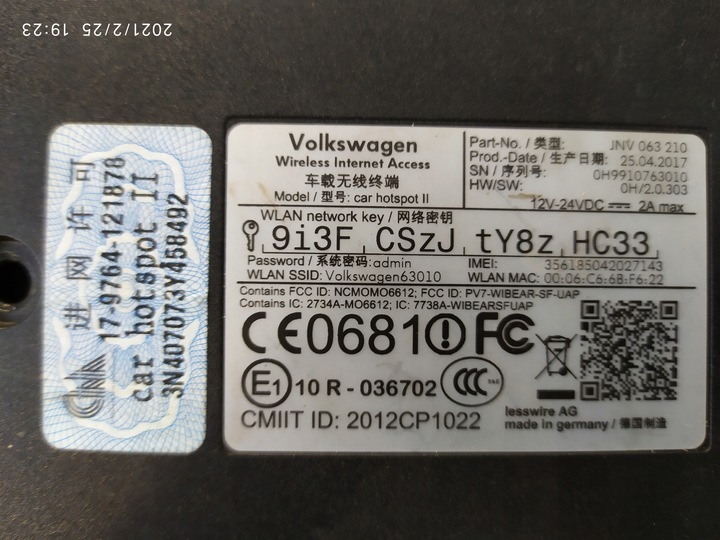 2021/2/25 19:23
进网许可
17-9764-121878
car hotspot II
3N407073Y458492
Volkswagen
Wireless Internet Access
车载无线终端
Model / 型号: car hotspot II
Part-No. / 类型: JNV 063 210
Prod.-Date / 生产日期: 25.04.2017
SN / 序列号: 0H9910763010
HW/SW: 0H/2.0.303
12V-24VDC 2A max
WLAN network key / 网络密钥
9i3F CSzJ tY8z HC33
Password / 系统密码: admin
IMEI: 356185042027143
WLAN SSID: Volkswagen63010
WLAN MAC: 00:06:C6:6B:F6:22
Contains FCC ID: NCMOMO6612; FCC ID: PV7-WIBEAR-SF-UAP
Contains IC: 2734A-MO6612; IC: 7738A-WIBEARSFUAP
CE0681 FC
E1 10 R - 036702 CCC S&E
CMIIT ID: 2012CP1022
lesswire AG
made in germany / 德国制造